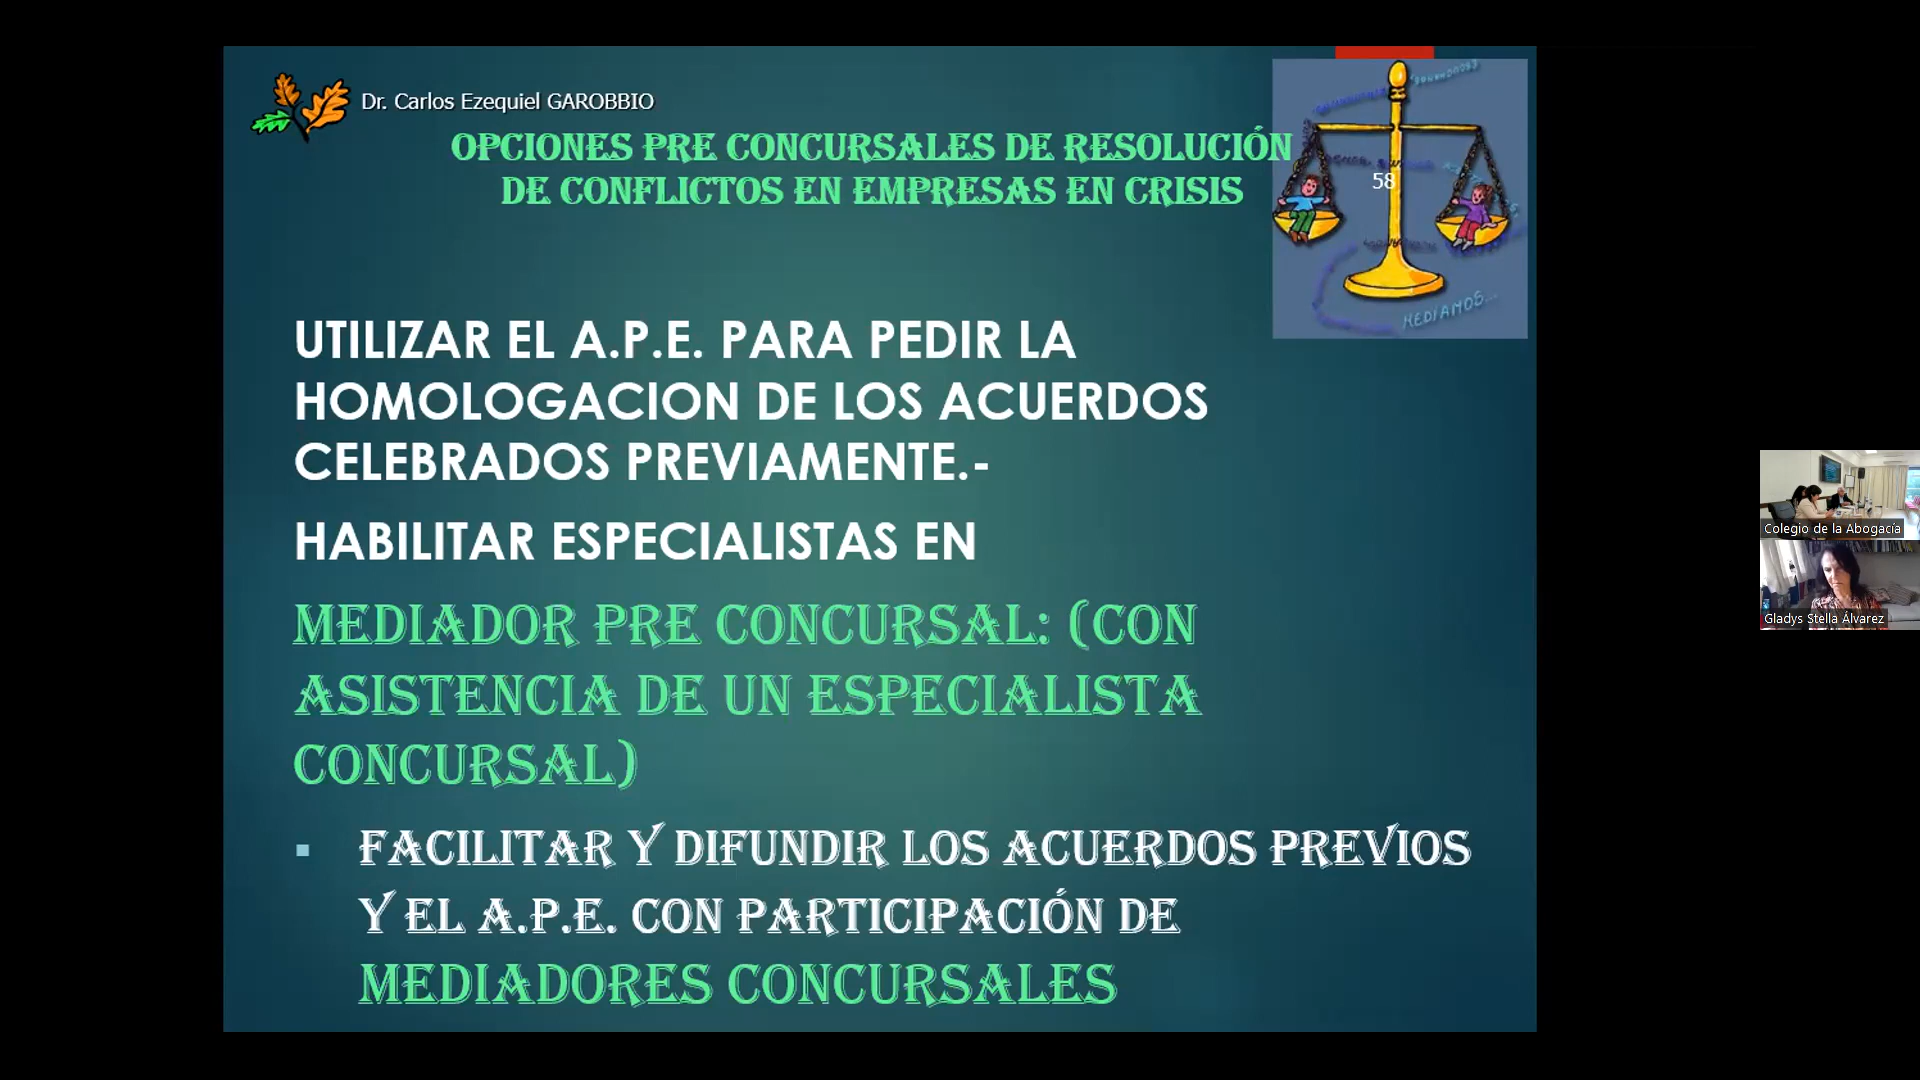 Dr. Carlos Ezequiel GAROBBIO
OPCIONES PRE CONCURSALES DE RESOLUCIÓN
DE CONFLICTOS EN EMPRESAS EN CRISIS
58
MEDIAMOS...
UTILIZAR EL A.P.E. PARA PEDIR LA
HOMOLOGACION DE LOS ACUERDOS
CELEBRADOS PREVIAMENTE.-
HABILITAR ESPECIALISTAS EN
MEDIADOR PRE CONCURSAL: (CON
ASISTENCIA DE UN ESPECIALISTA
CONCURSAL)
▪ FACILITAR Y DIFUNDIR LOS ACUERDOS PREVIOS
Y EL A.P.E. CON PARTICIPACIÓN DE
MEDIADORES CONCURSALES
Colegio de la Abogacía
Gladys Stella Álvarez